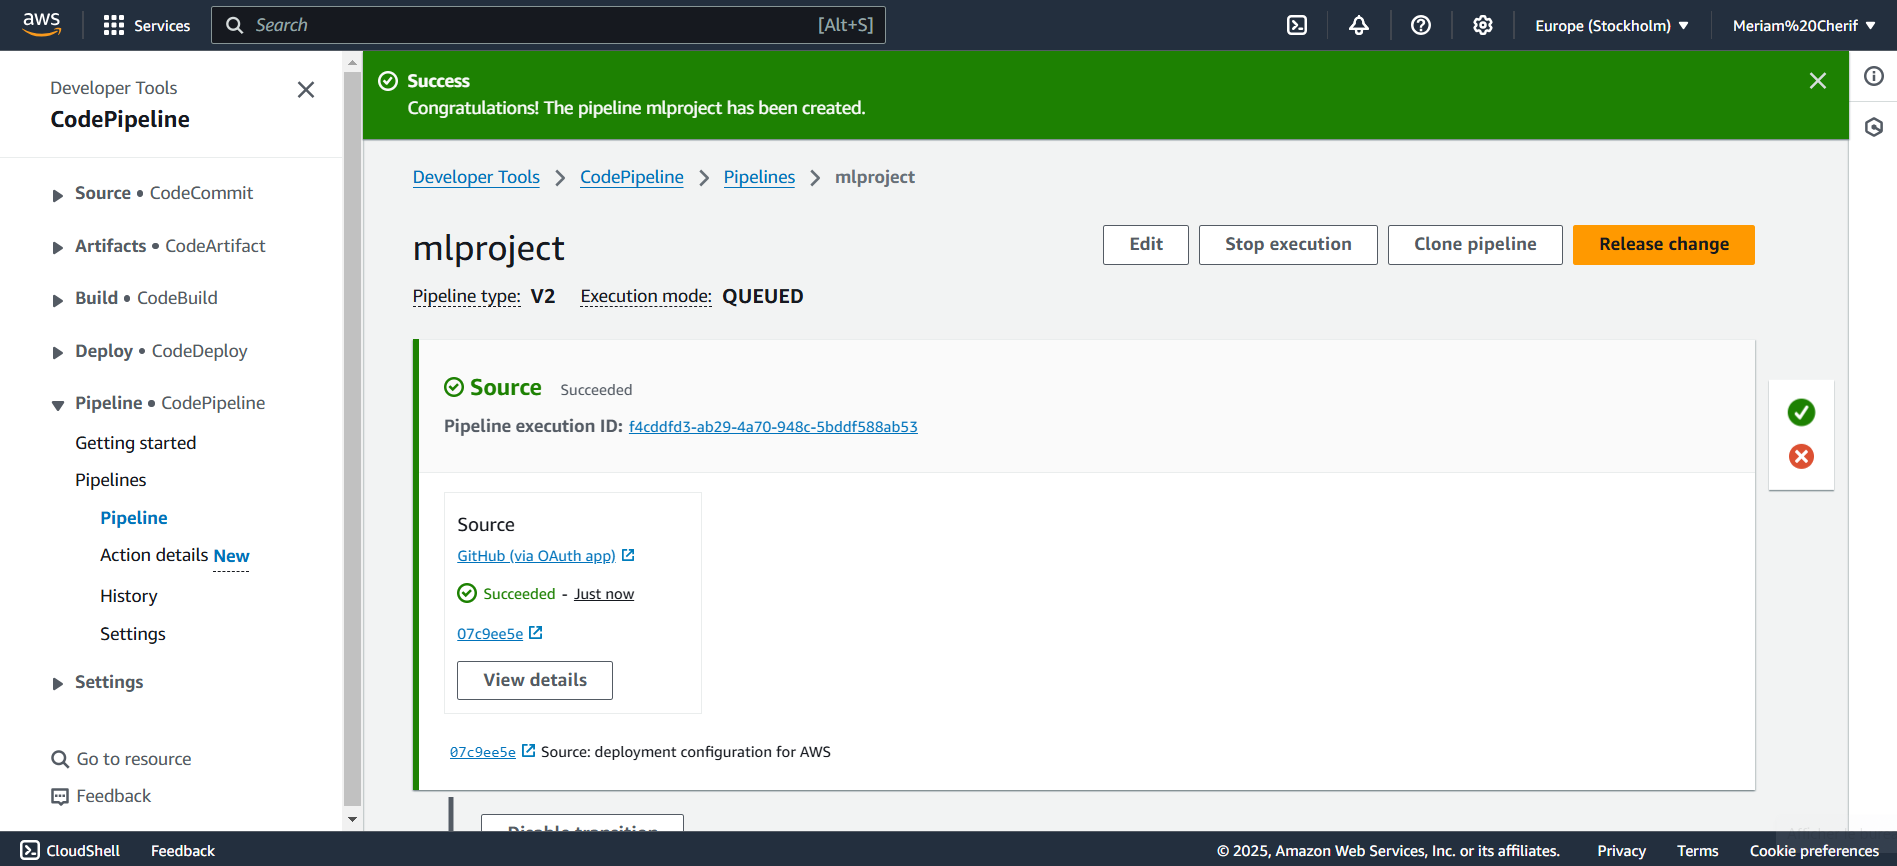 aws
Services
Search
[Alt+S]
Europe (Stockholm)
Meriam%20Cherif
Developer Tools
CodePipeline
Source • CodeCommit
Artifacts • CodeArtifact
Build • CodeBuild
Deploy • CodeDeploy
Pipeline • CodePipeline
Getting started
Pipelines
Pipeline
Action details New
History
Settings
Settings
Go to resource
Feedback
Success
Congratulations! The pipeline mlproject has been created.
Developer Tools
CodePipeline
Pipelines
mlproject
mlproject
Edit
Stop execution
Clone pipeline
Release change
Pipeline type: V2 Execution mode: QUEUED
Source Succeeded
Pipeline execution ID: f4cddfd3-ab29-4a70-948c-5bddf588ab53
Source
GitHub (via OAuth app)
Succeeded - Just now
07c9ee5e
View details
07c9ee5e Source: deployment configuration for AWS
Disable transition
CloudShell
Feedback
© 2025, Amazon Web Services, Inc. or its affiliates.
Privacy
Terms
Cookie preferences